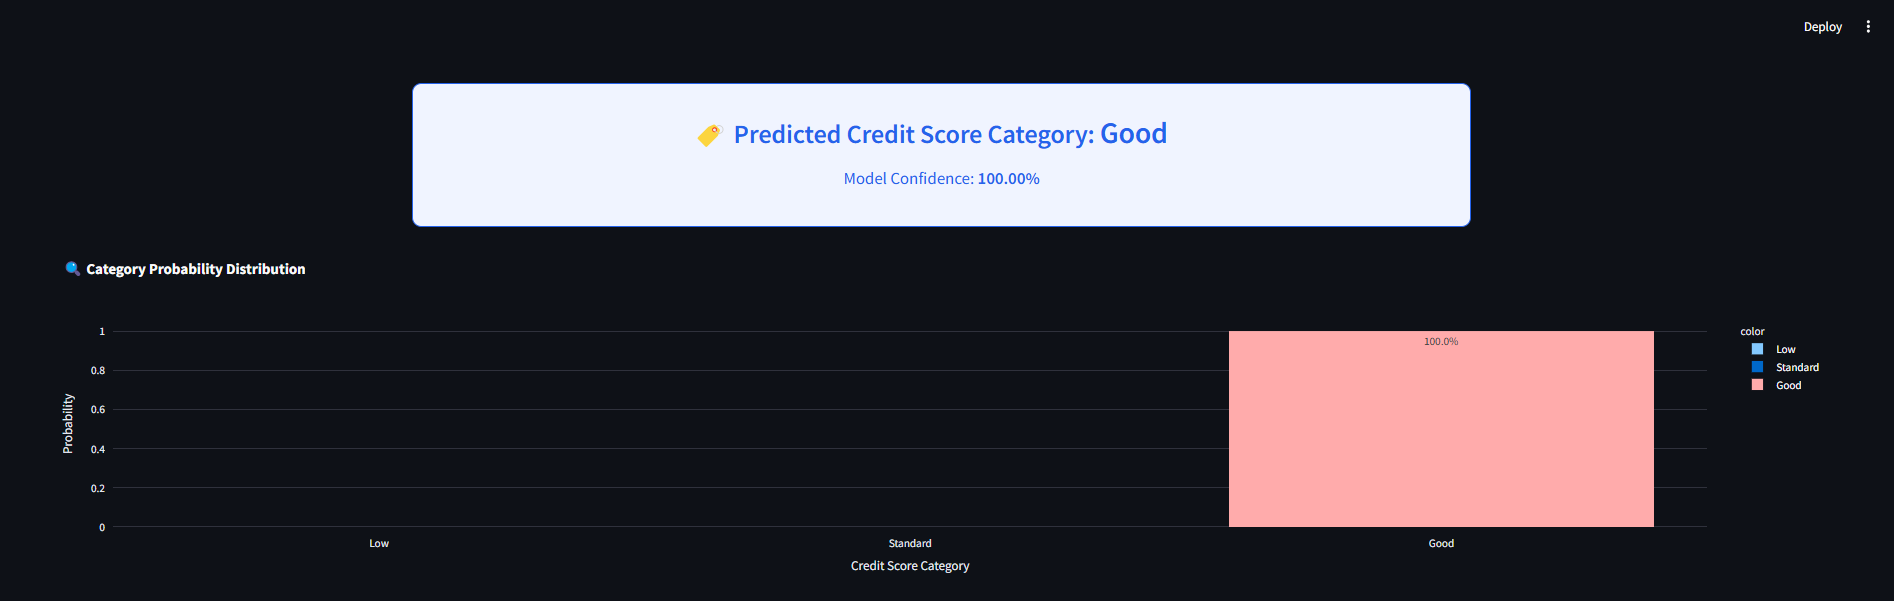 Deploy
Predicted Credit Score Category: Good
Model Confidence: 100.00%
Category Probability Distribution
1
0.8
0.6
0.4
0.2
0
Probability
100.0%
Low
Standard
Good
Credit Score Category
color
Low
Standard
Good